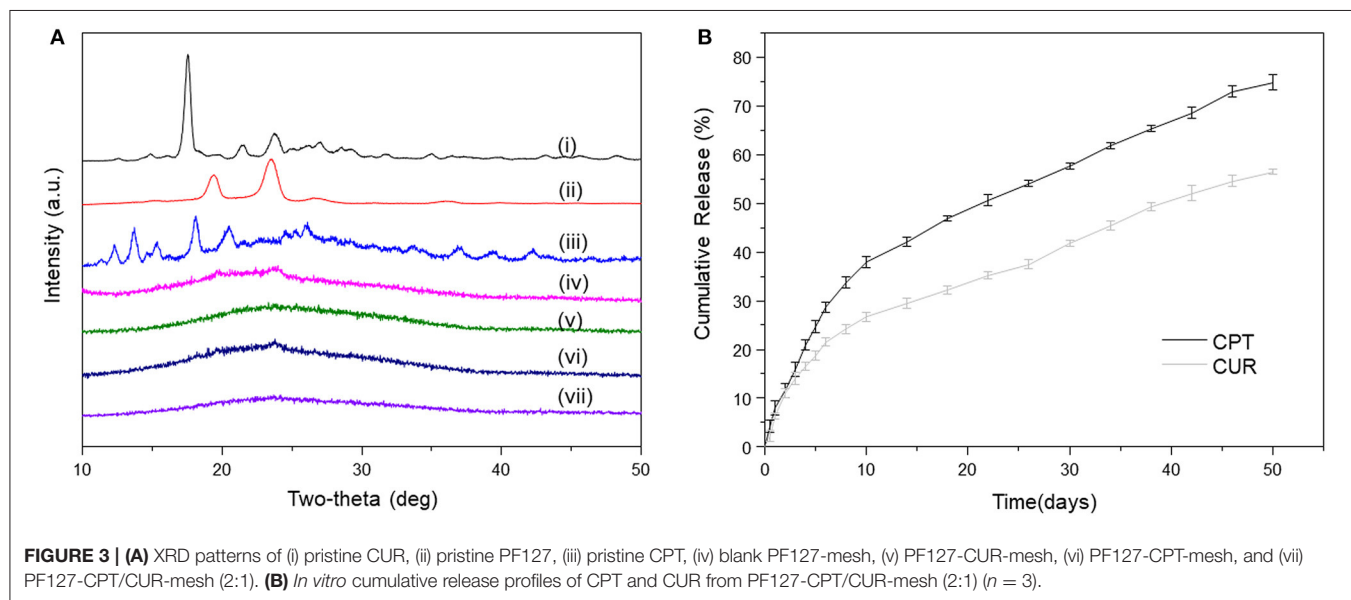 A
Intensity (a.u.)
(i)
(ii)
(iii)
(iv)
(v)
(vi)
(vii)
10 20 30 40 50
Two-theta (deg)
B
Cumulative Release (%)
80
70
60
50
40
30
20
10
0
CPT
CUR
0 10 20 30 40 50
Time(days)
FIGURE 3 | (A) XRD patterns of (i) pristine CUR, (ii) pristine PF127, (iii) pristine CPT, (iv) blank PF127-mesh, (v) PF127-CUR-mesh, (vi) PF127-CPT-mesh, and (vii)
PF127-CPT/CUR-mesh (2:1). (B) In vitro cumulative release profiles of CPT and CUR from PF127-CPT/CUR-mesh (2:1) (n = 3).